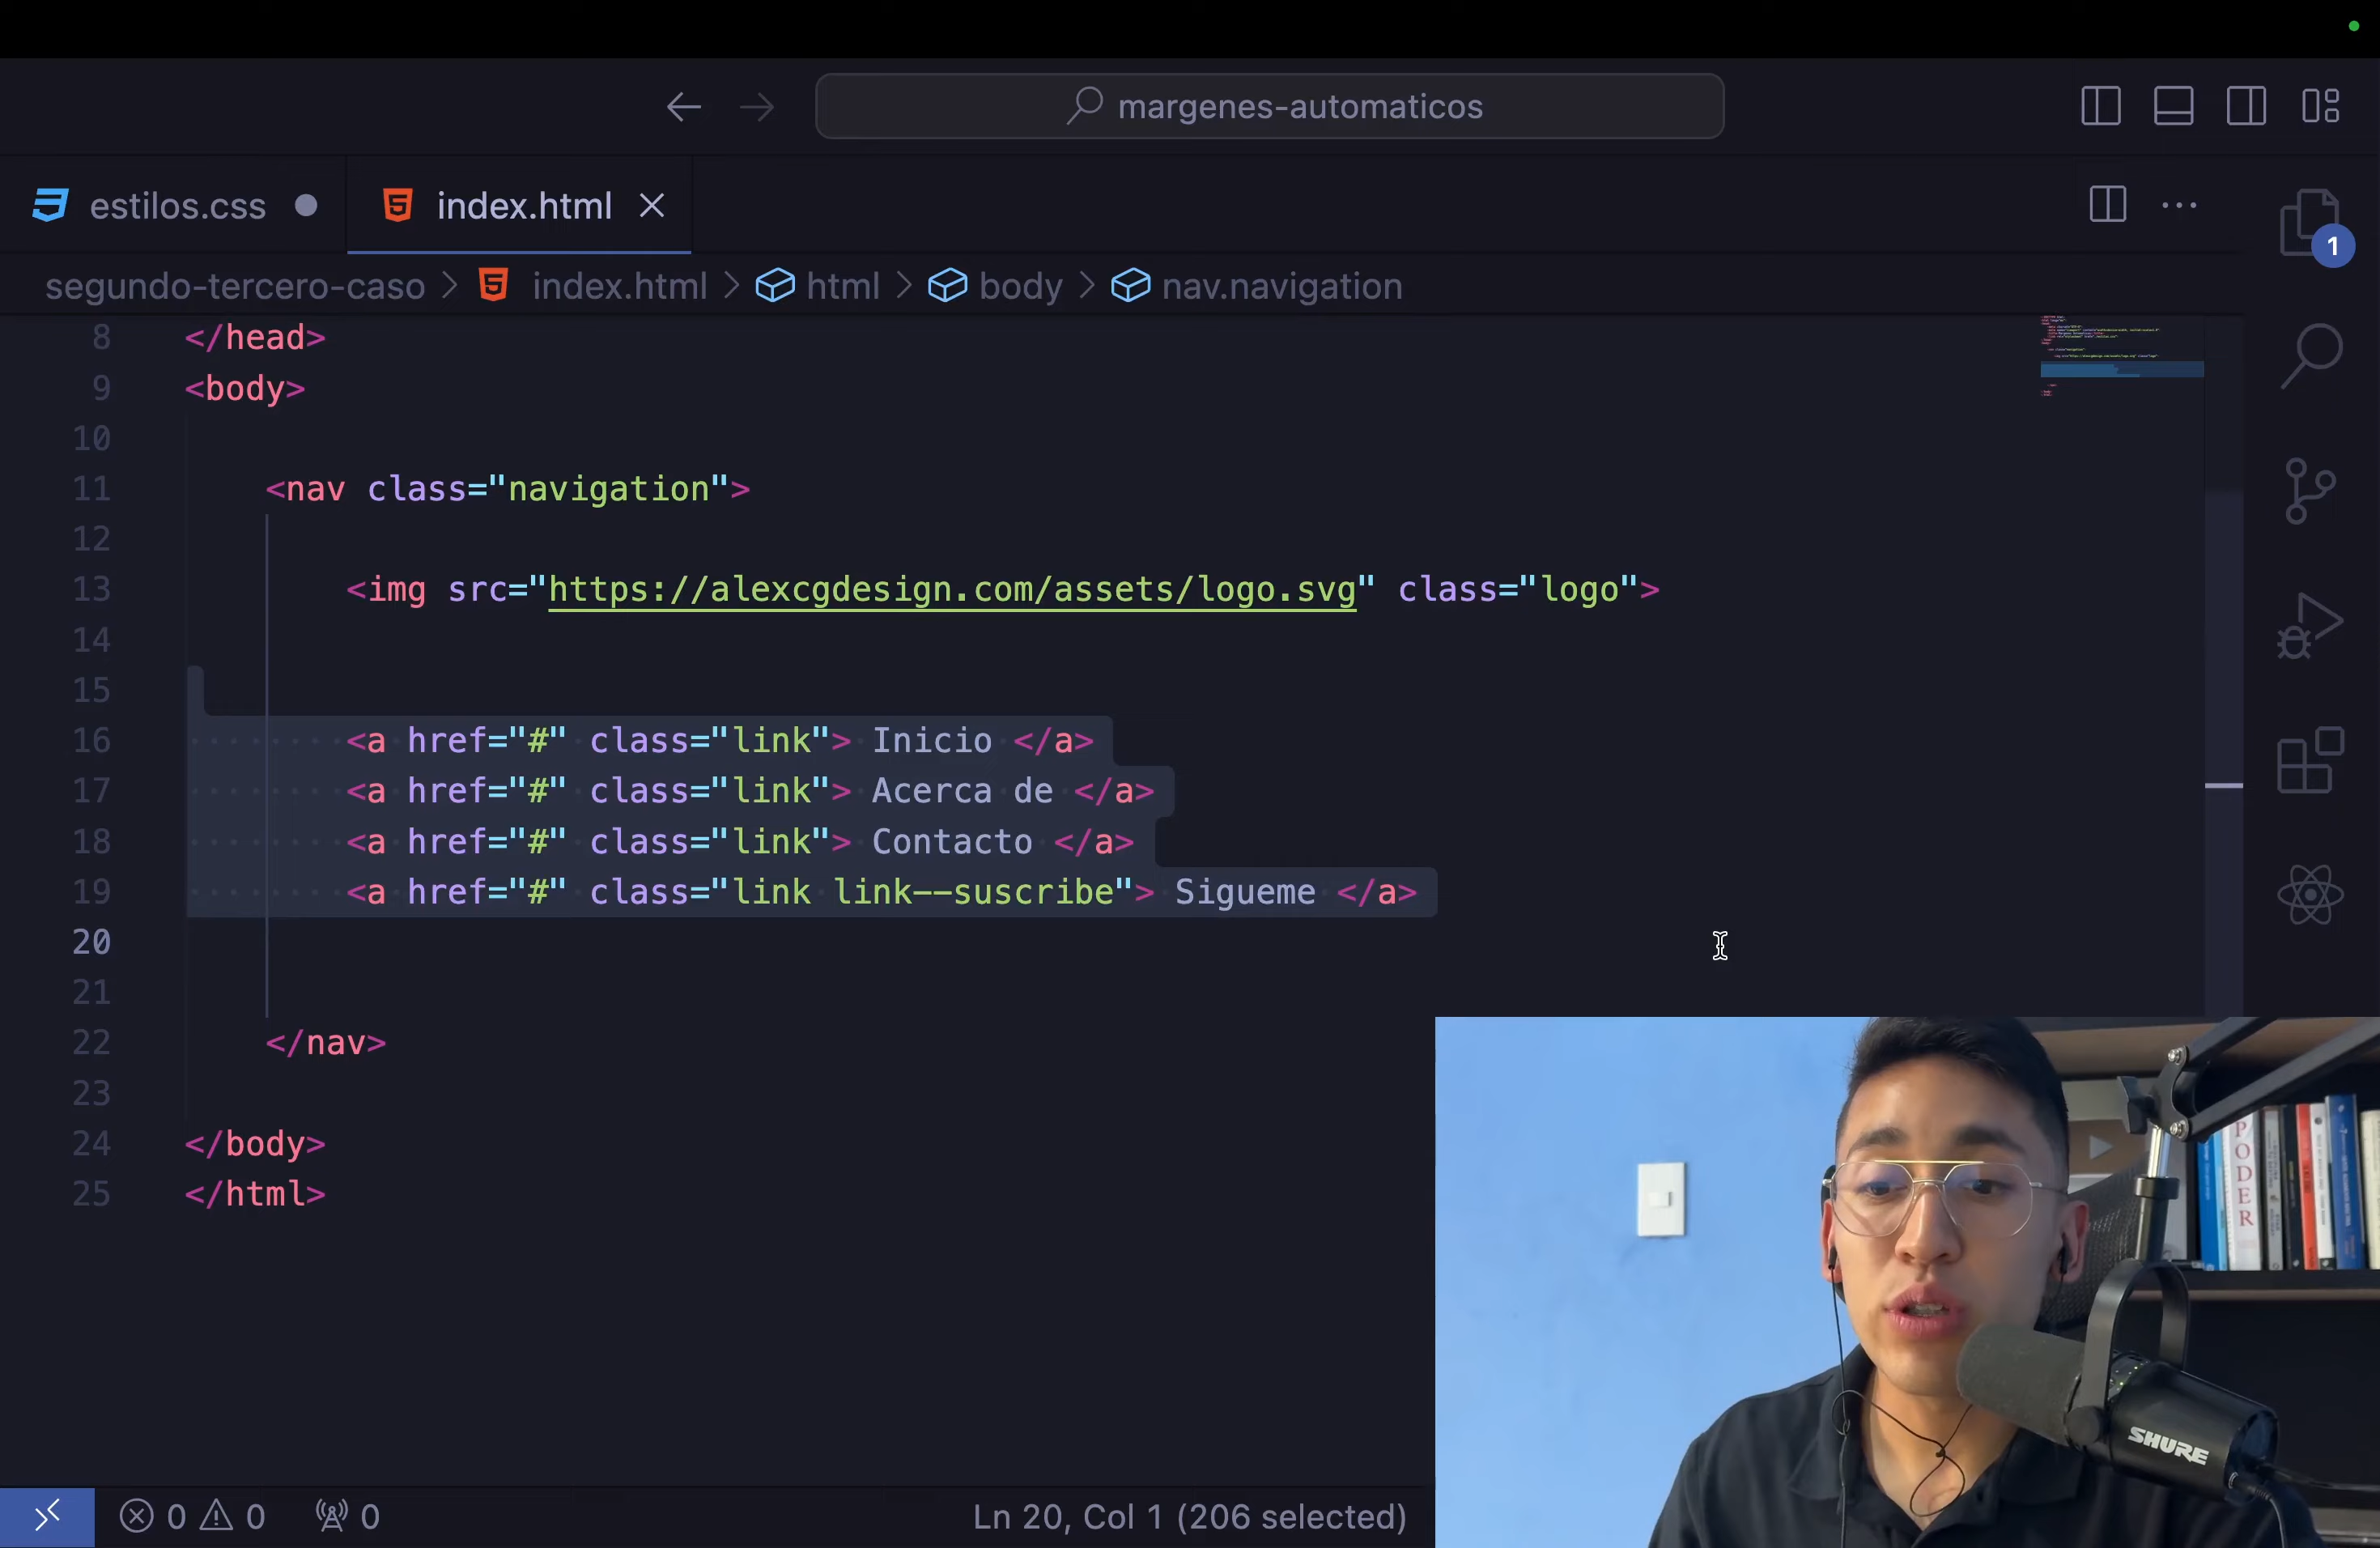 margenes-automaticos
estilos.css
index.html
1
segundo-tercero-caso > index.html > html > body > nav.navigation
8 </head>
9 <body>
10
11 <nav class="navigation">
12
13 <img src="https://alexcgdesign.com/assets/logo.svg" class="logo">
14
15
16 <a href="#" class="link"> Inicio </a>
17 <a href="#" class="link"> Acerca de </a>
18 <a href="#" class="link"> Contacto </a>
19 <a href="#" class="link link--suscribe"> Sigueme </a>
20
21
22 </nav>
23
24 </body>
25 </html>
PODER
SHURE
0 0 0
Ln 20, Col 1 (206 selected)